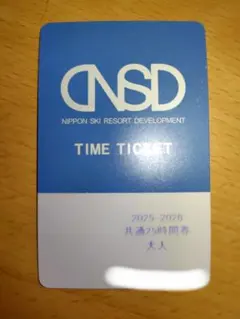 NSD
NIPPON SKI RESORT DEVELOPMENT
TIME TICKET
2025-2026
共通25時間券
大人